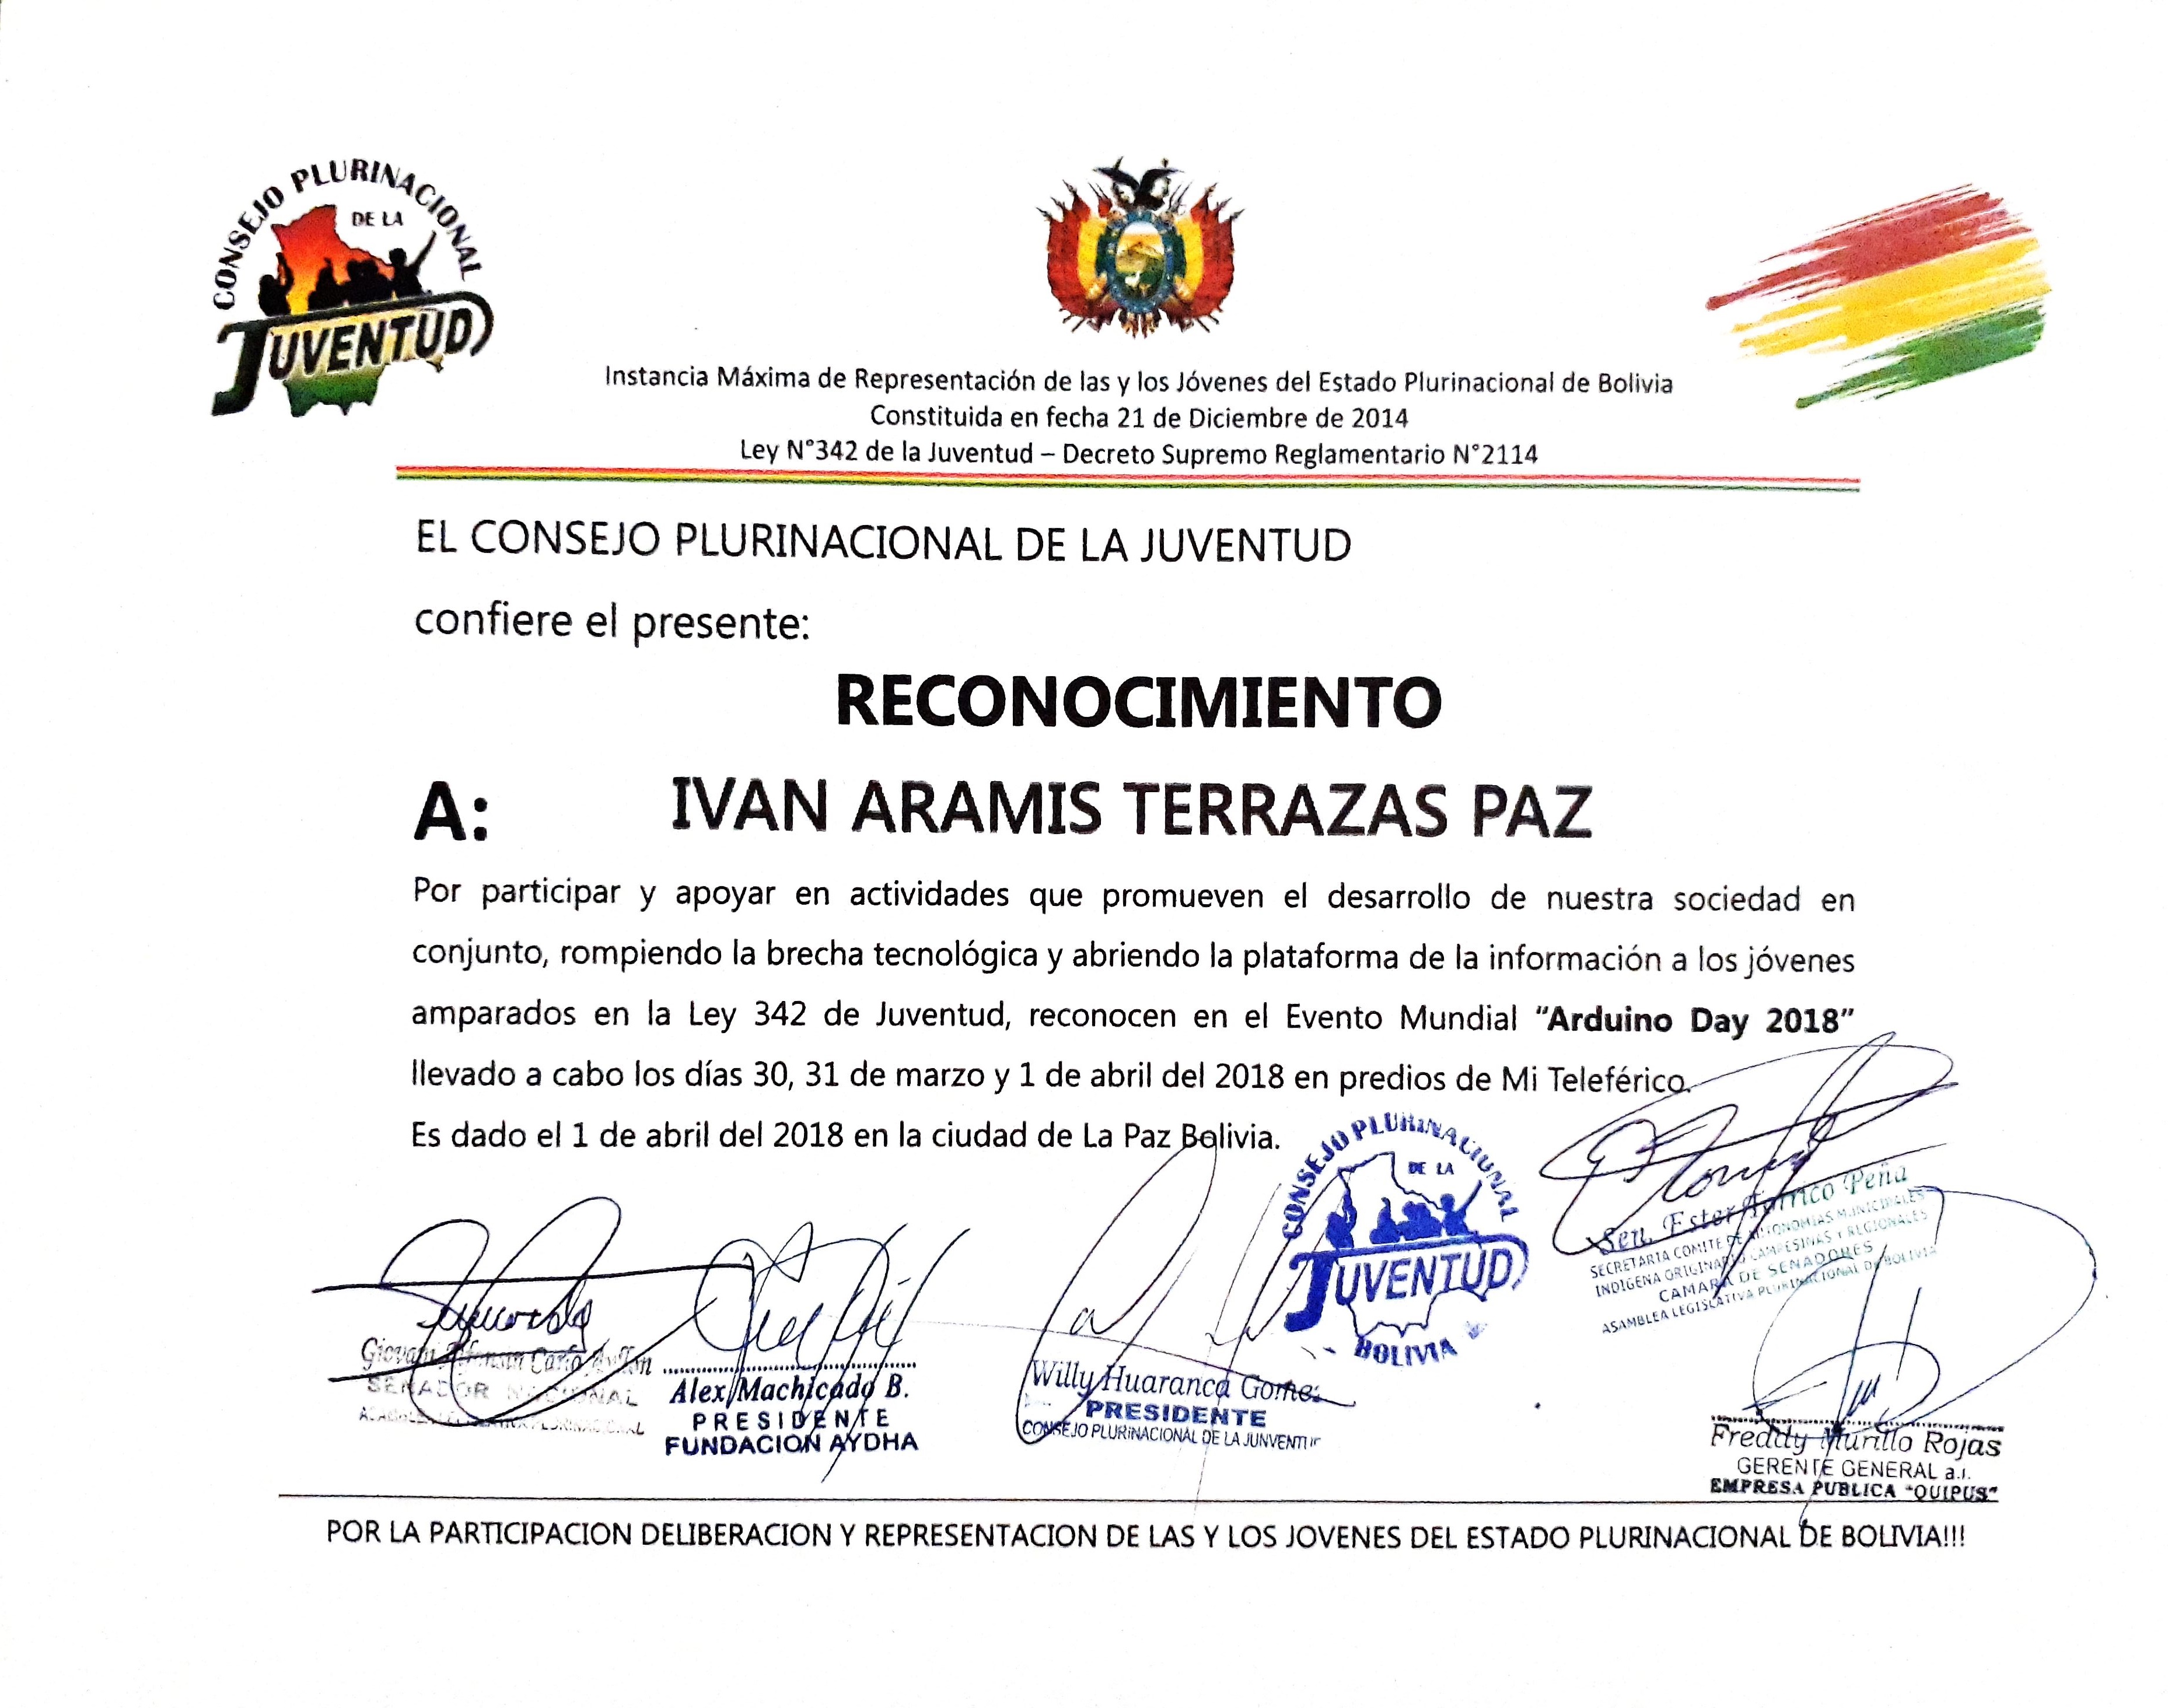 CONSEJO PLURINACIONAL
DE LA
JUVENTUD
Instancia Máxima de Representación de las y los Jóvenes del Estado Plurinacional de Bolivia
Constituida en fecha 21 de Diciembre de 2014
Ley N°342 de la Juventud – Decreto Supremo Reglamentario N°2114
EL CONSEJO PLURINACIONAL DE LA JUVENTUD
confiere el presente:
RECONOCIMIENTO
A: IVAN ARAMIS TERRAZAS PAZ
Por participar y apoyar en actividades que promueven el desarrollo de nuestra sociedad en
conjunto, rompiendo la brecha tecnológica y abriendo la plataforma de la información a los jóvenes
amparados en la Ley 342 de Juventud, reconocen en el Evento Mundial “Arduino Day 2018”
llevado a cabo los días 30, 31 de marzo y 1 de abril del 2018 en predios de Mi Teleférico.
Es dado el 1 de abril del 2018 en la ciudad de La Paz Bolivia.
CONSEJO PLURINACIONAL
DE LA
JUVENTUD
BOLIVIA
Sen. Ester Peña
SECRETARIA COMITE DE AUTONOMIAS MUNICIPALES
INDIGENA ORIGINARIO CAMPESINAS Y REGIONALES
CAMARA DE SENADORES
ASAMBLEA LEGISLATIVA PLURINACIONAL DE BOLIVIA
Giovani
SENADOR NACIONAL
Alex Machicado B.
PRESIDENTE
FUNDACION AYDHA
Willy Huaranca
PRESIDENTE
CONSEJO PLURINACIONAL DE LA
Freddy Murillo Rojas
GERENTE GENERAL a.i.
EMPRESA PUBLICA "QUIPUS"
POR LA PARTICIPACION DELIBERACION Y REPRESENTACION DE LAS Y LOS JOVENES DEL ESTADO PLURINACIONAL DE BOLIVIA!!!